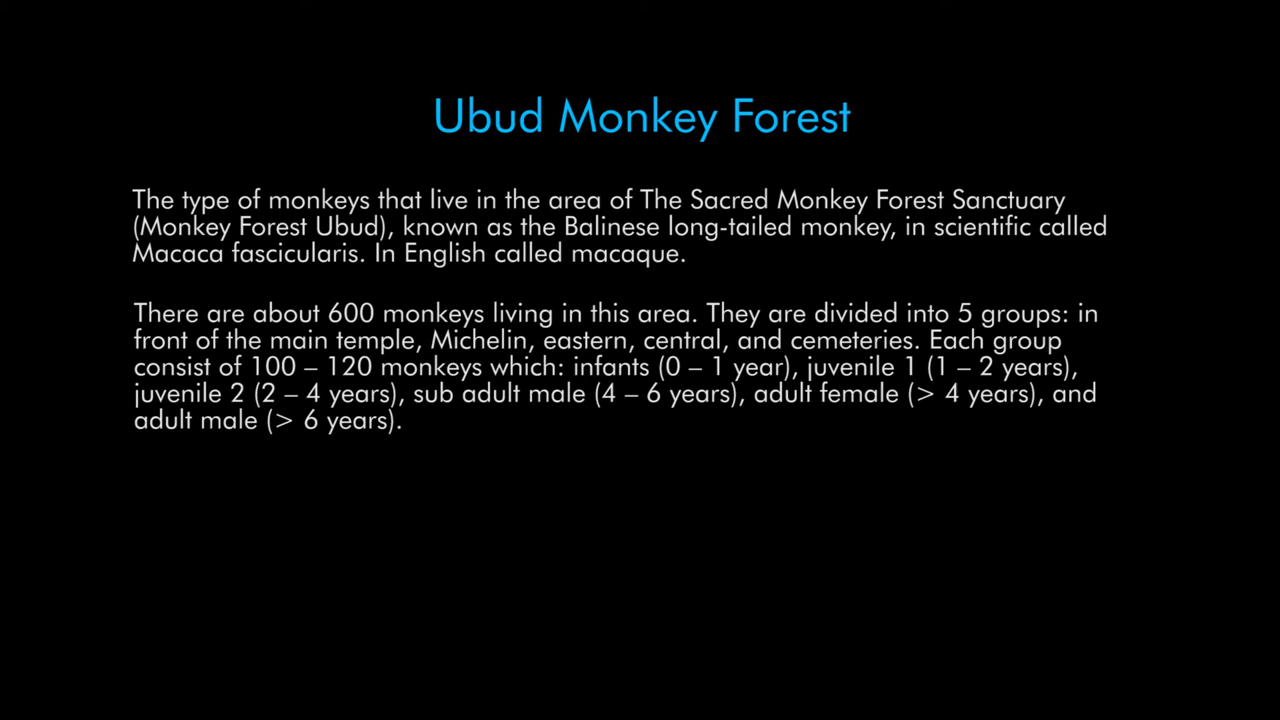 Ubud Monkey Forest
The type of monkeys that live in the area of The Sacred Monkey Forest Sanctuary
(Monkey Forest Ubud), known as the Balinese long-tailed monkey, in scientific called
Macaca fascicularis. In English called macaque.
There are about 600 monkeys living in this area. They are divided into 5 groups: in
front of the main temple, Michelin, eastern, central, and cemeteries. Each group
consist of 100 – 120 monkeys which: infants (0 – 1 year), juvenile 1 (1 – 2 years),
juvenile 2 (2 – 4 years), sub adult male (4 – 6 years), adult female (> 4 years), and
adult male (> 6 years).